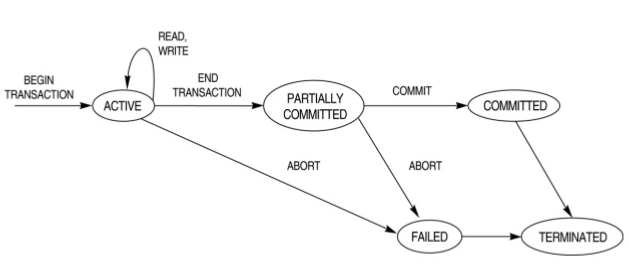 READ,
WRITE
BEGIN
TRANSACTION
ACTIVE
END
TRANSACTION
PARTIALLY
COMMITTED
COMMIT
COMMITTED
ABORT
ABORT
FAILED
TERMINATED